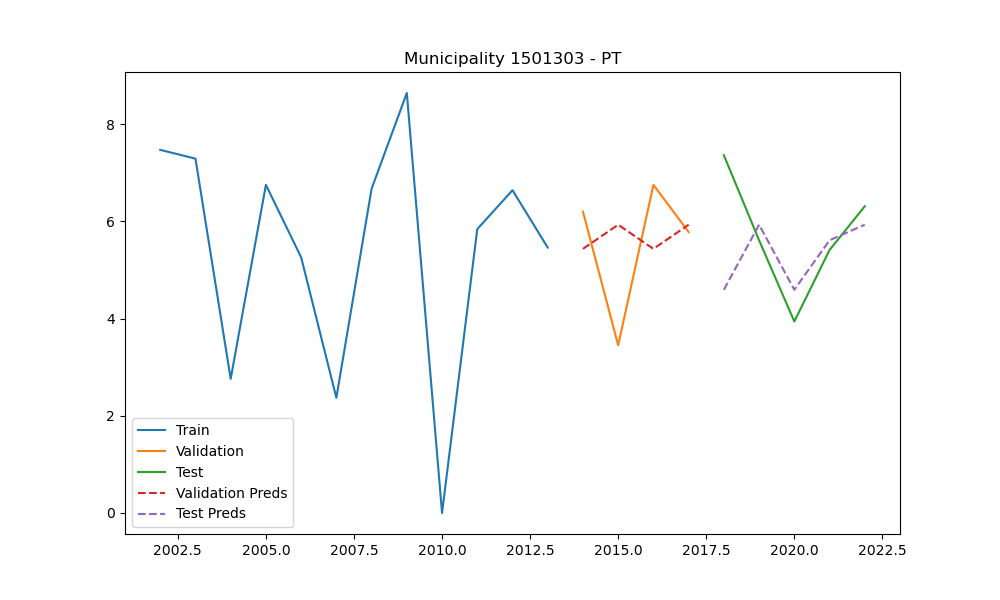 Municipality 1501303 - PT
8
6
4
2
0
Train
Validation
Test
Validation Preds
Test Preds
2002.5 2005.0 2007.5 2010.0 2012.5 2015.0 2017.5 2020.0 2022.5